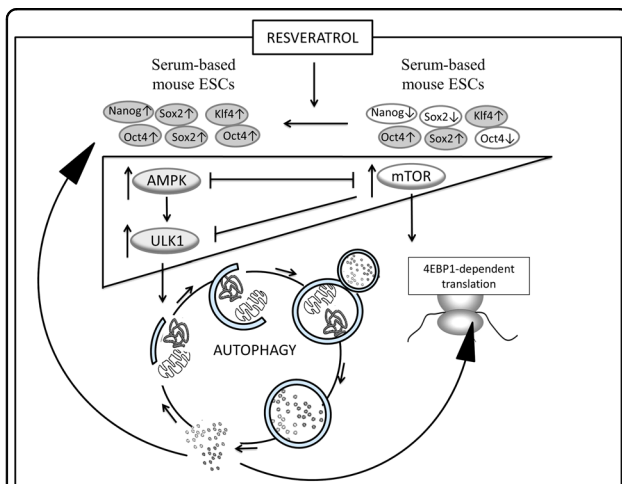 RESVERATROL
Serum-based
mouse ESCs
Serum-based
mouse ESCs
Nanog↑ Sox2↑ Klf4↑
Oct4↑ Sox2↑ Oct4↑
Nanog↓ Sox2↓ Klf4↑
Oct4↑ Sox2↑ Oct4↓
AMPK
mTOR
ULK1
4EBP1-dependent
translation
AUTOPHAGY